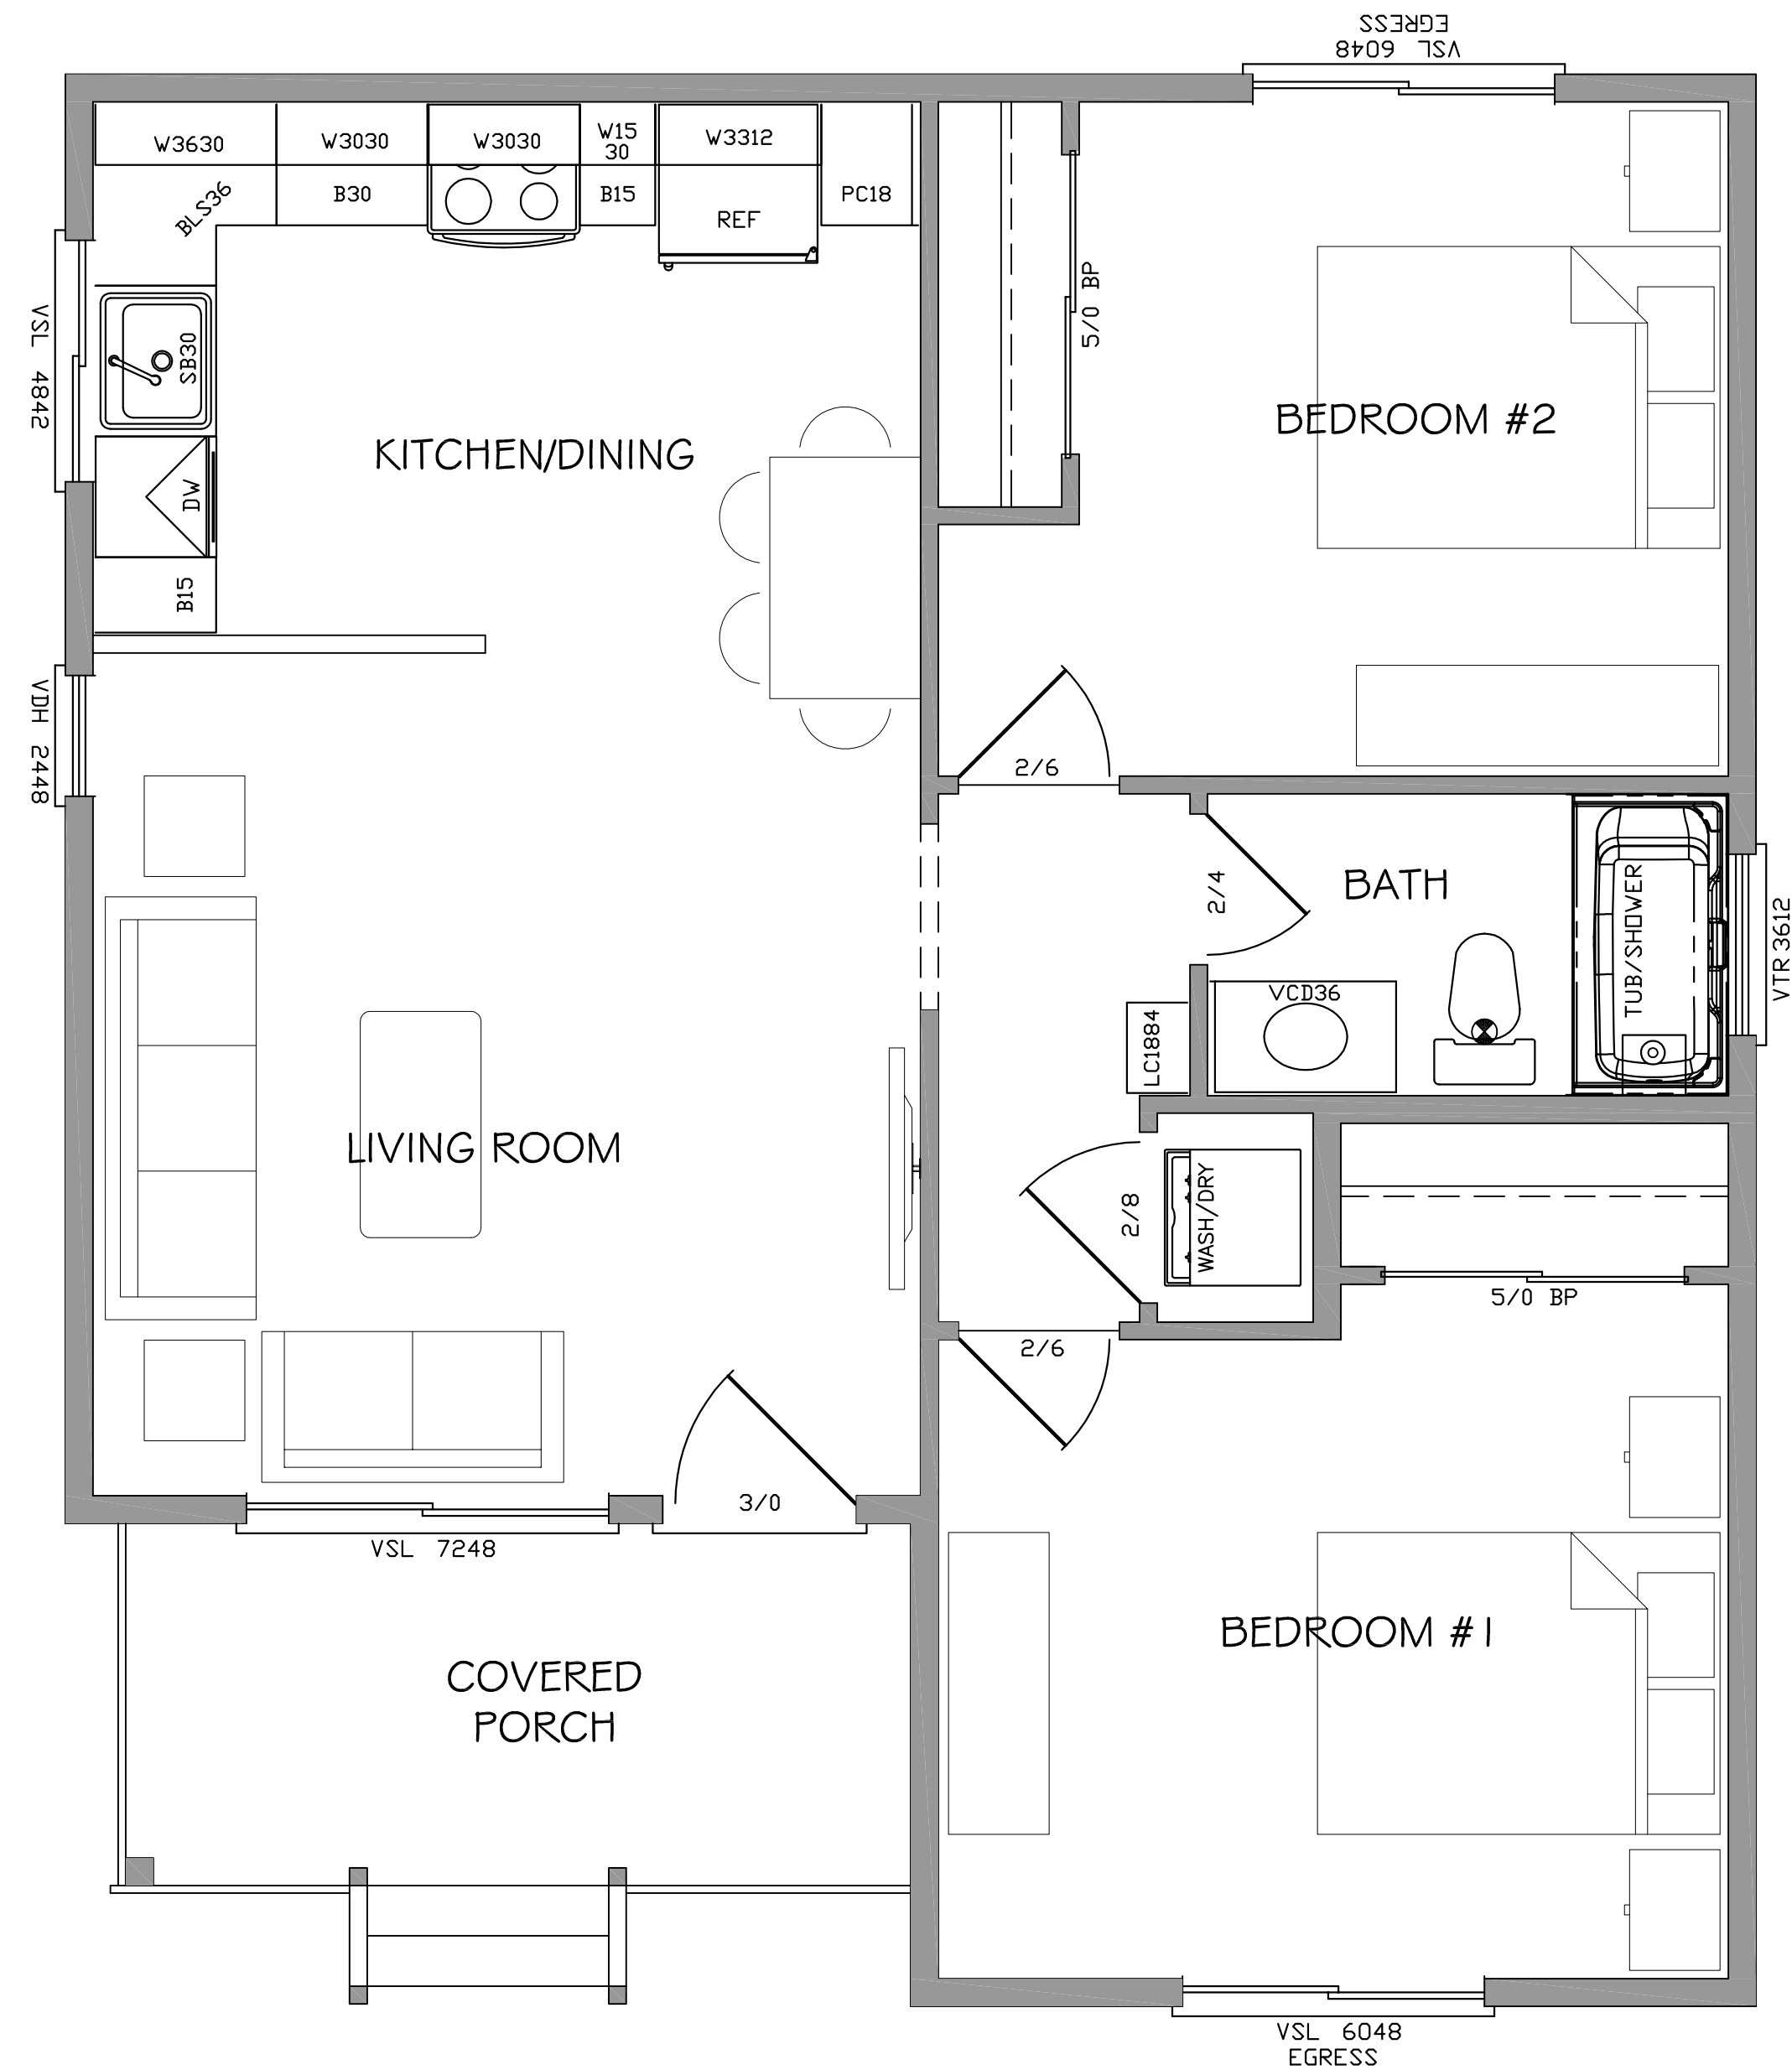 VSL 6048
EGRESS
W3630
W3030
W3030
W15
30
W3312
BLS36
B30
B15
REF
PC18
VSL 4842
SB30
5/0 BP
BEDROOM #2
KITCHEN/DINING
DW
B15
VDH 2448
2/6
2/4
BATH
TUB/SHOWER
VTR 3612
VCD36
LC1884
LIVING ROOM
2/8
WASH/DRY
5/0 BP
2/6
3/0
VSL 7248
BEDROOM #1
COVERED
PORCH
VSL 6048
EGRESS